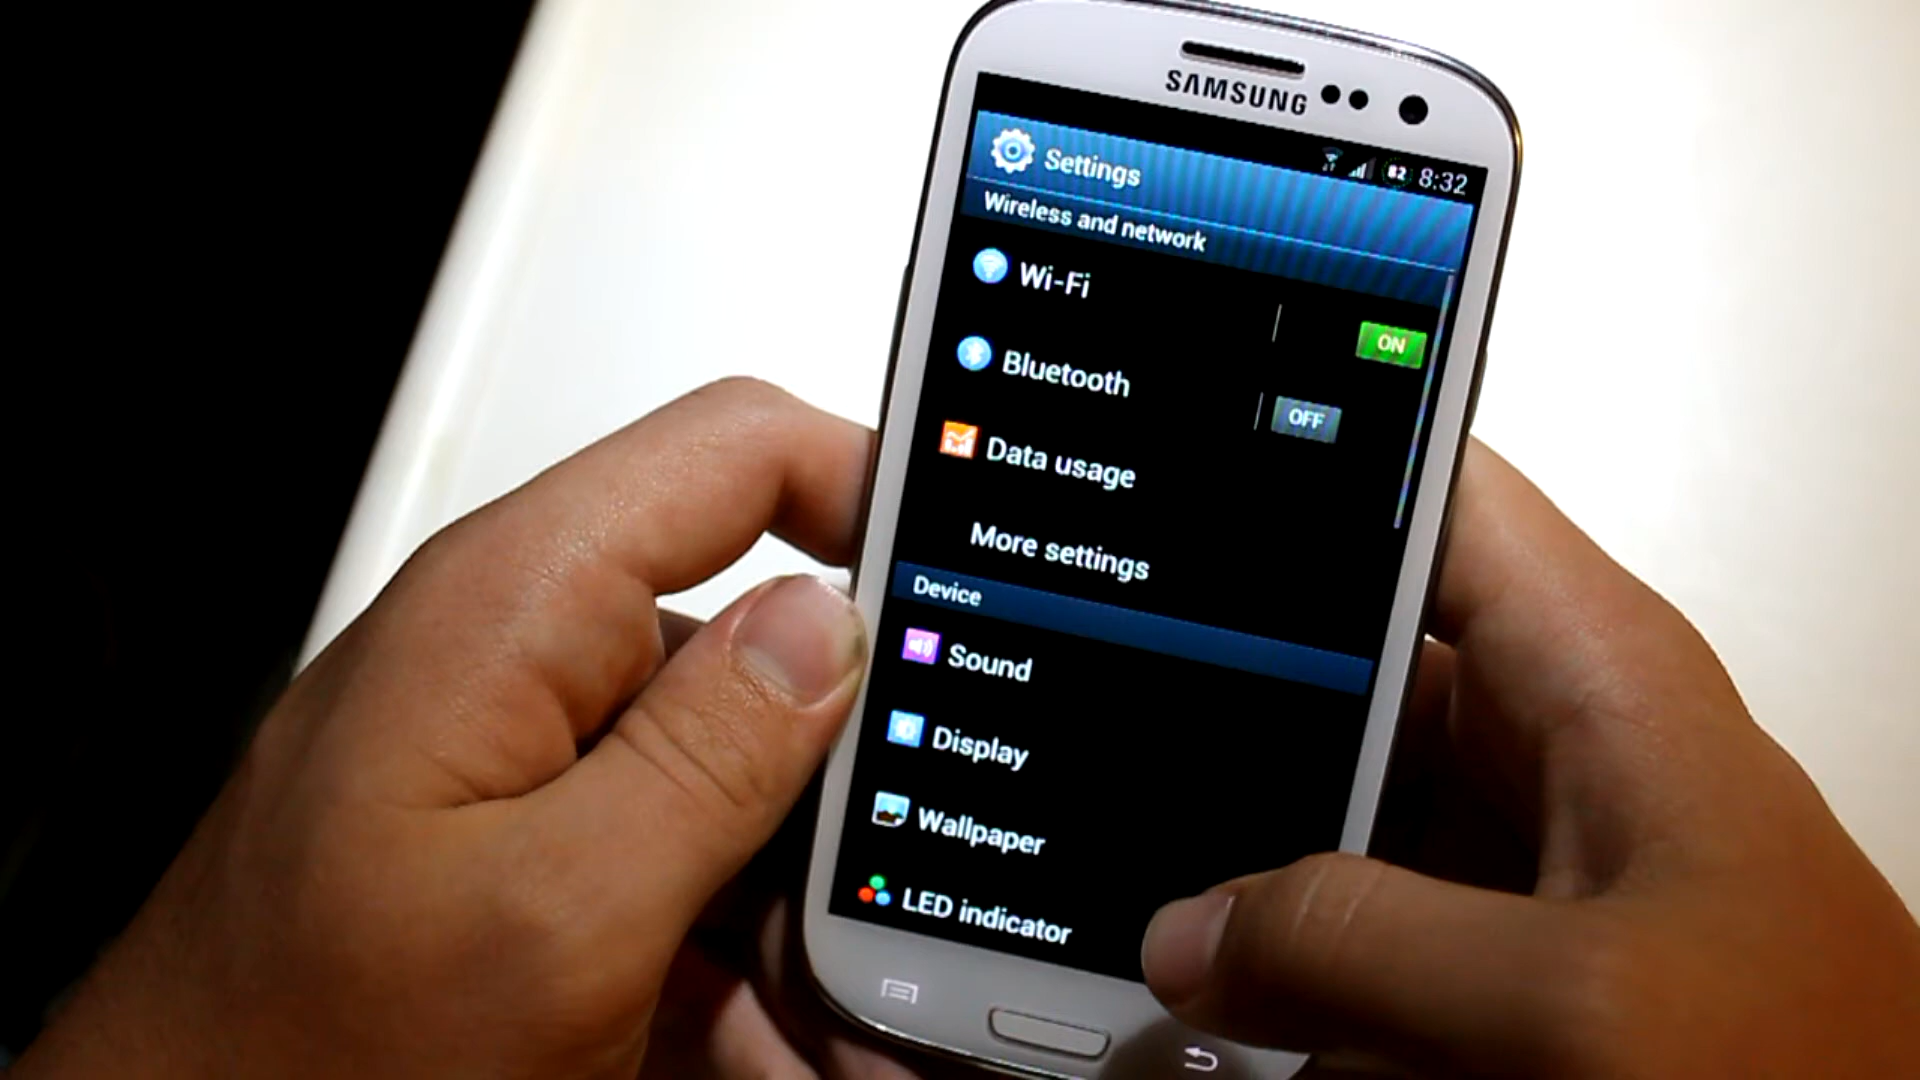 SAMSUNG
82 8:32
Settings
Wireless and network
Wi-Fi
ON
Bluetooth
OFF
Data usage
More settings
Device
Sound
Display
Wallpaper
LED indicator